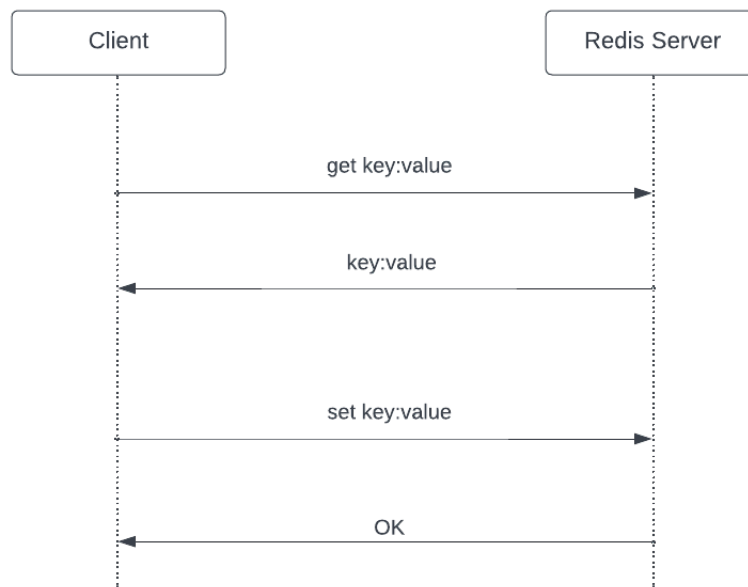 Client
Redis Server
get key:value
key:value
set key:value
OK